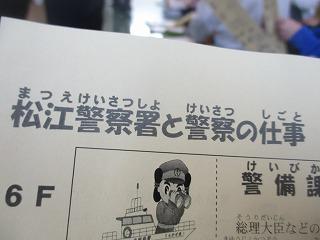 まつえけいさつしょ けいさつ しごと
松江警察署と警察の仕事
6F
けいびか
警備課
そうりだいじん
総理大臣などの